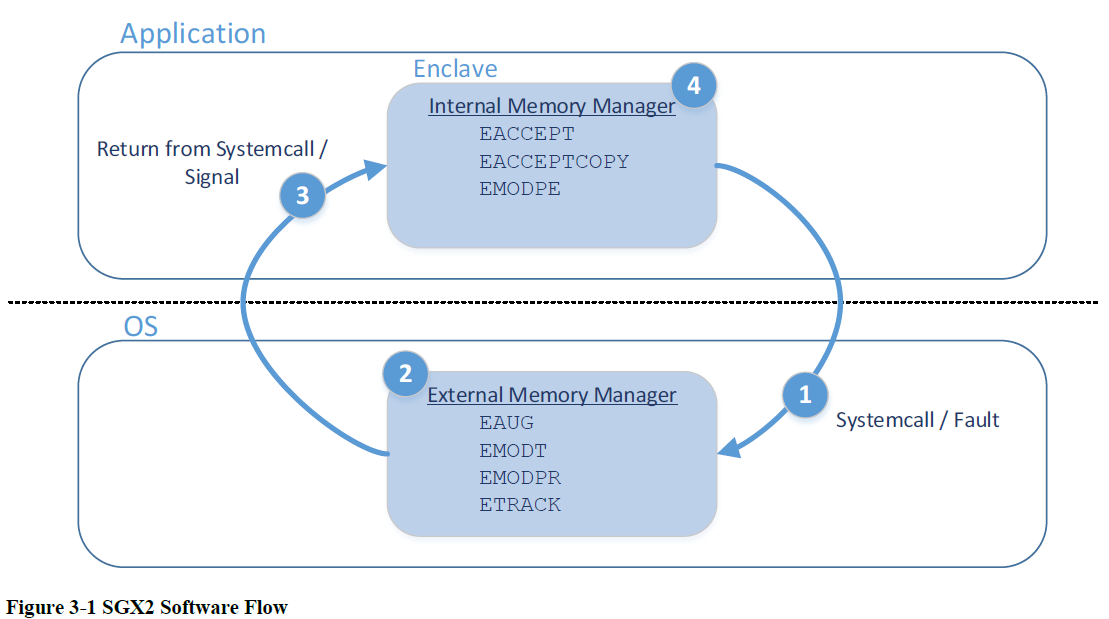 Application
Enclave
4
Internal Memory Manager
EACCEPT
EACCEPTCOPY
EMODPE
Return from Systemcall /
Signal
3
OS
2
External Memory Manager
EAUG
EMODT
EMODPR
ETRACK
1
Systemcall / Fault
Figure 3-1 SGX2 Software Flow